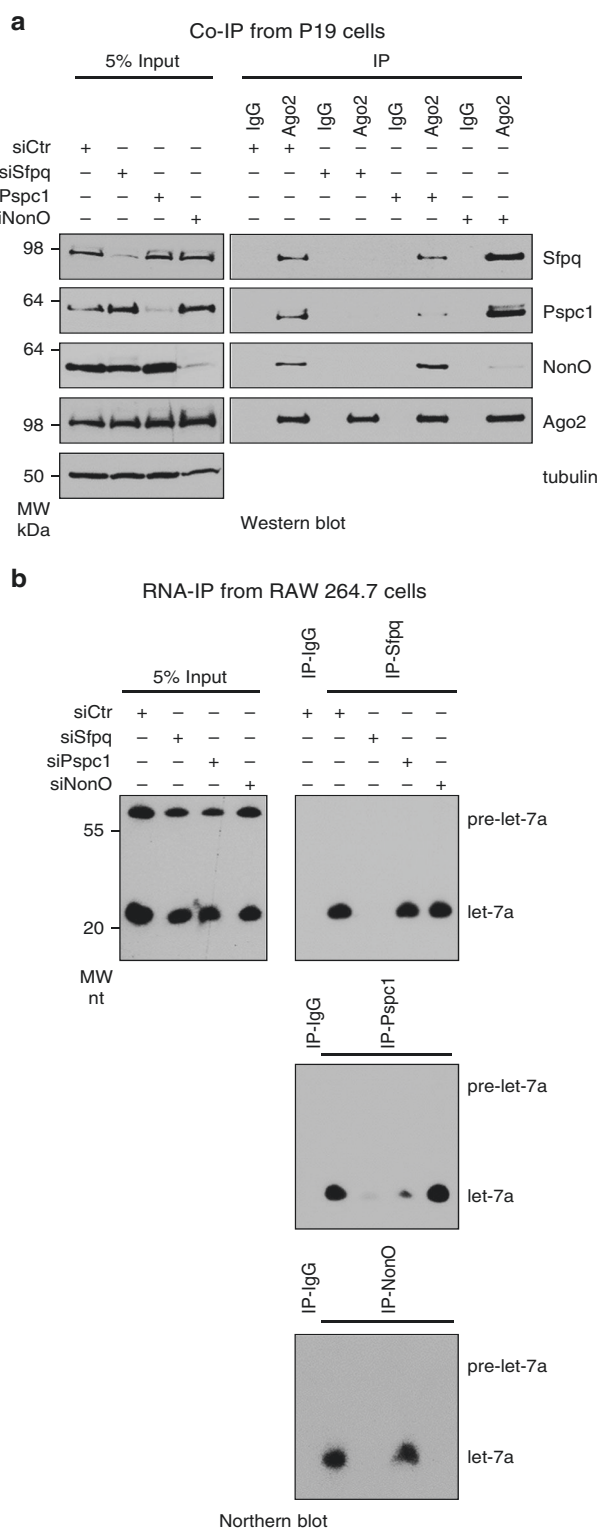 a
Co-IP from P19 cells
5% Input IP
IgG Ago2 IgG Ago2 IgG Ago2 IgG Ago2
siCtr + – – – + + – – – – – –
siSfpq – + – – – – + + – – – –
Pspc1 – – + – – – – – + + – –
iNonO – – – + – – – – – – + +
98 Sfpq
64 Pspc1
64 NonO
98 Ago2
50 tubulin
MW
kDa
Western blot
b
RNA-IP from RAW 264.7 cells
5% Input IP-IgG IP-Sfpq
siCtr + – – – + + – – –
siSfpq – + – – – – + – –
siPspc1 – – + – – – – + –
siNonO – – – + – – – – +
pre-let-7a
55
let-7a
20
MW
nt
IP-IgG IP-Pspc1
pre-let-7a
let-7a
IP-IgG IP-NonO
pre-let-7a
let-7a
Northern blot